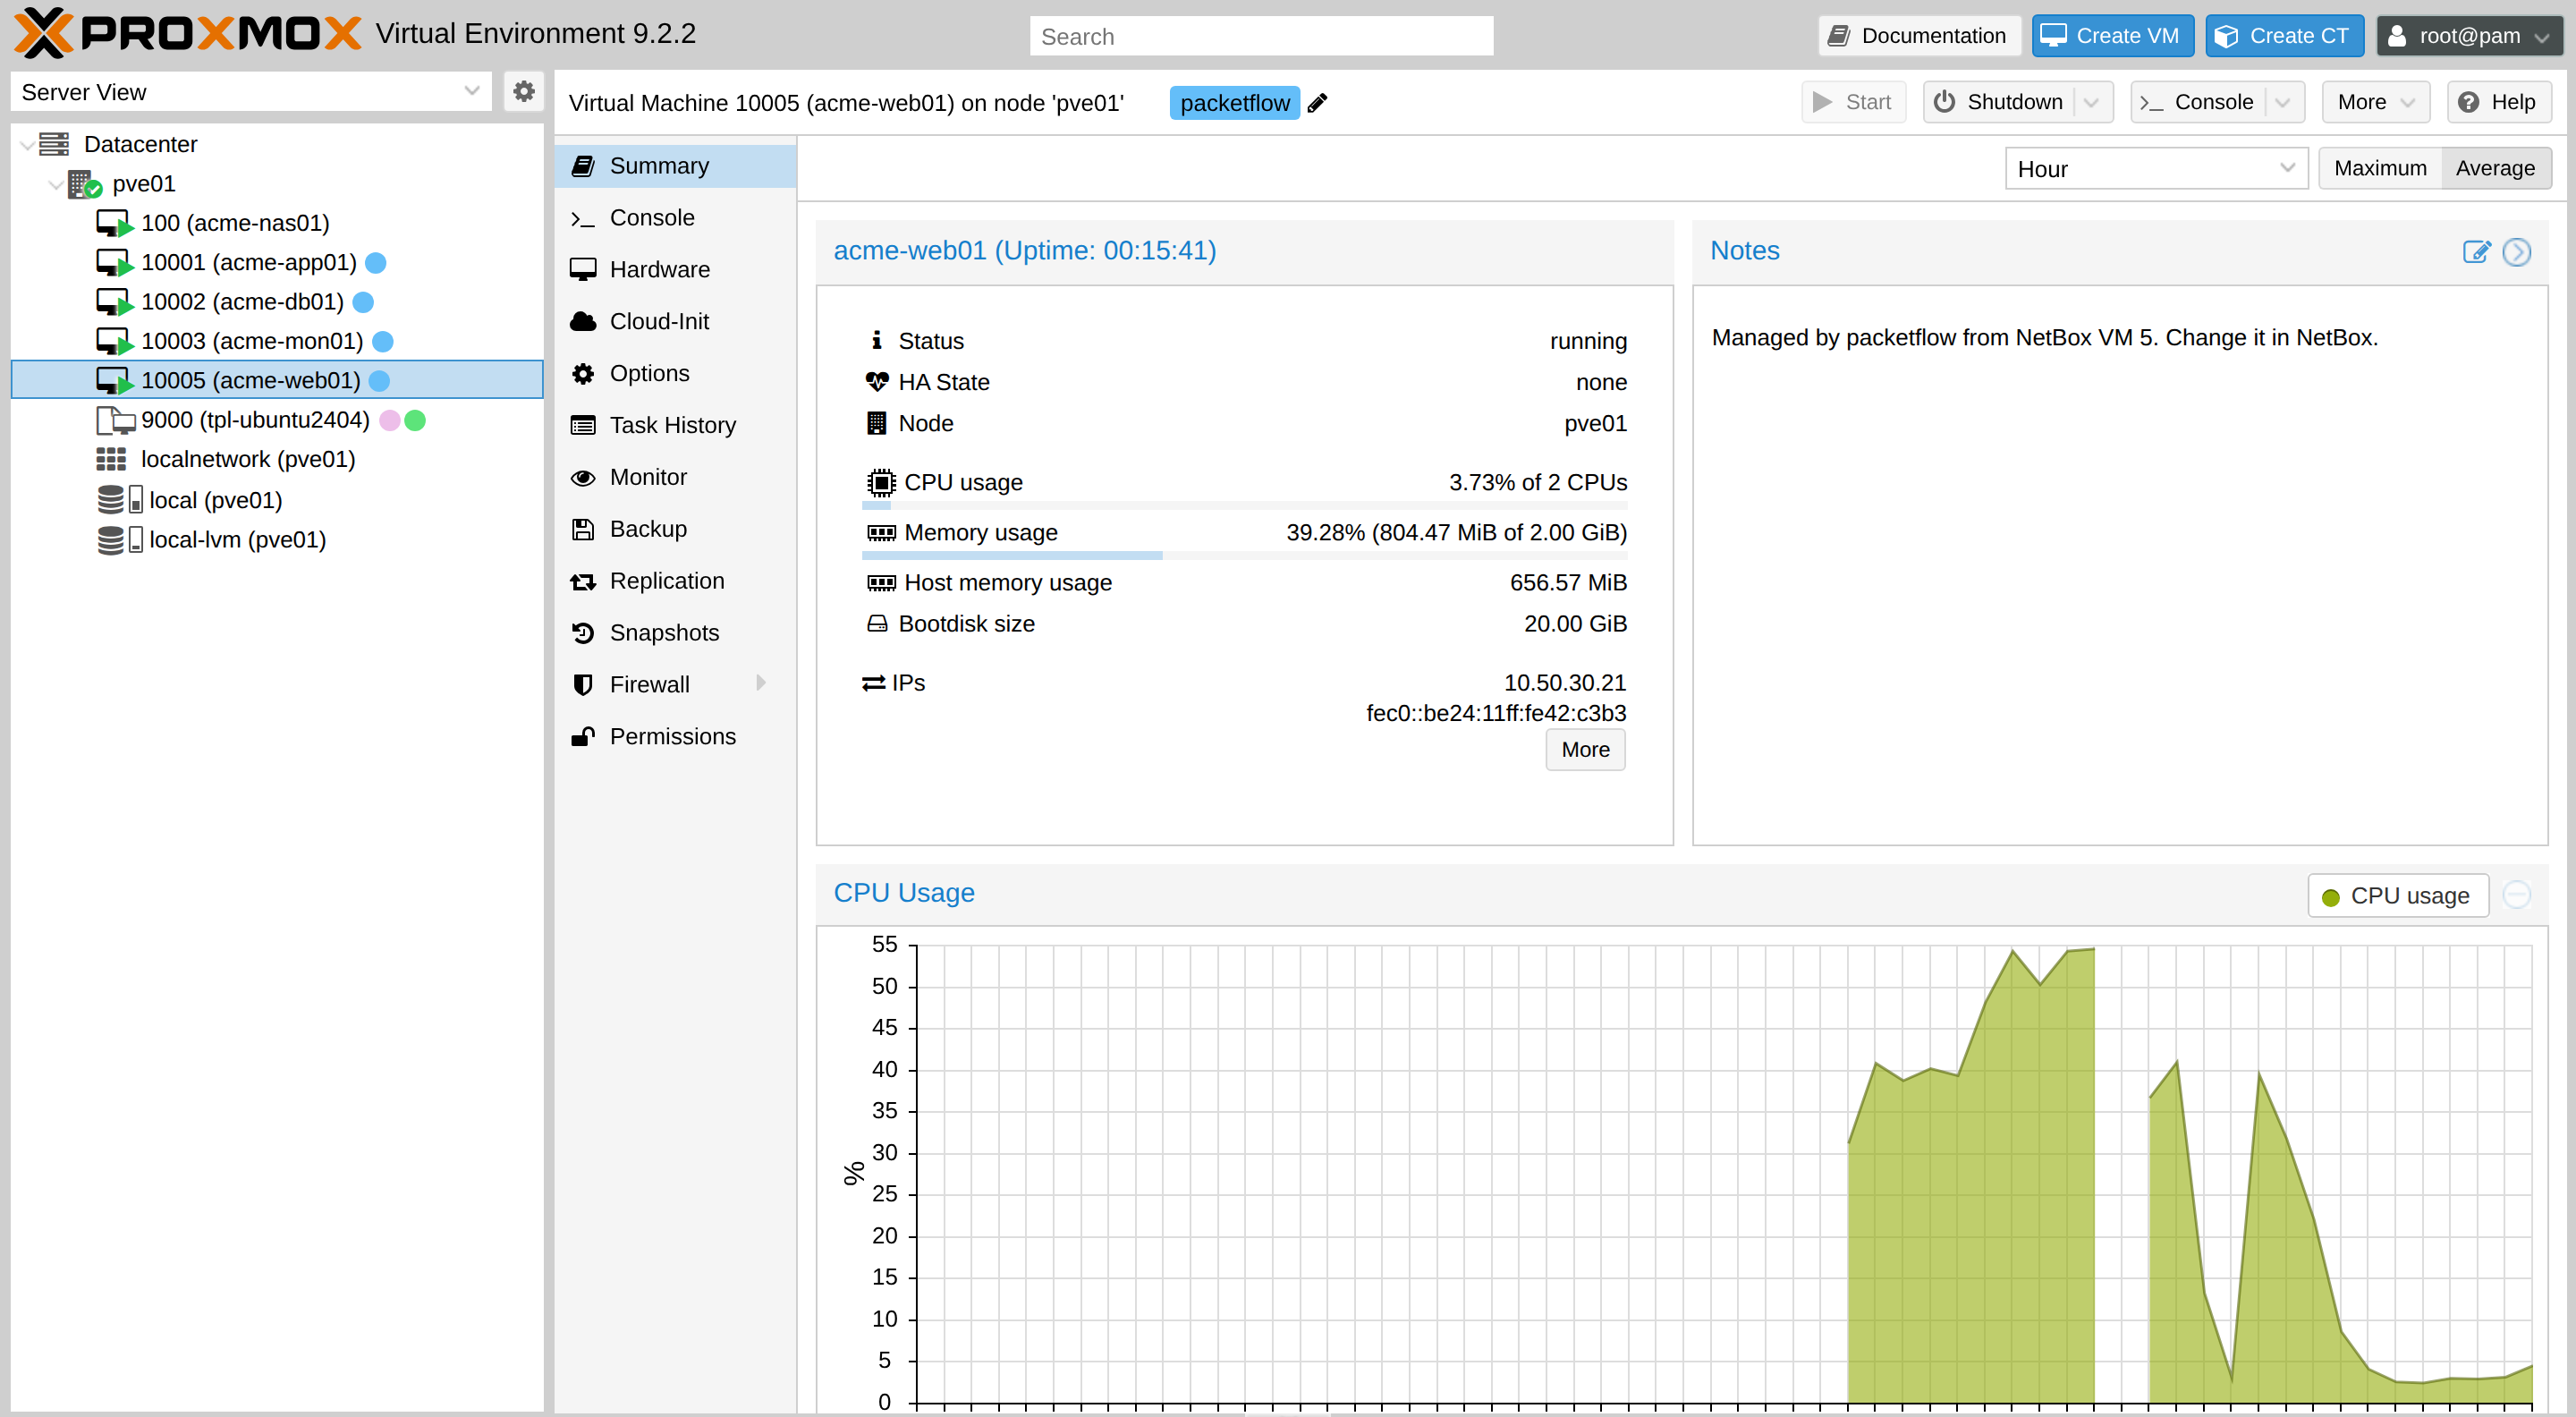 PROXMOX Virtual Environment 9.2.2
Search
Documentation
Create VM
Create CT
root@pam
Server View
Datacenter
pve01
100 (acme-nas01)
10001 (acme-app01)
10002 (acme-db01)
10003 (acme-mon01)
10005 (acme-web01)
9000 (tpl-ubuntu2404)
localnetwork (pve01)
local (pve01)
local-lvm (pve01)
Virtual Machine 10005 (acme-web01) on node 'pve01'
packetflow
Start
Shutdown
Console
More
Help
Summary
Console
Hardware
Cloud-Init
Options
Task History
Monitor
Backup
Replication
Snapshots
Firewall
Permissions
Hour
Maximum
Average
acme-web01 (Uptime: 00:15:41)
Status running
HA State none
Node pve01
CPU usage 3.73% of 2 CPUs
Memory usage 39.28% (804.47 MiB of 2.00 GiB)
Host memory usage 656.57 MiB
Bootdisk size 20.00 GiB
IPs 10.50.30.21
fec0::be24:11ff:fe42:c3b3
More
Notes
Managed by packetflow from NetBox VM 5. Change it in NetBox.
CPU Usage
CPU usage
55
50
45
40
35
30
25
20
15
10
5
0
%